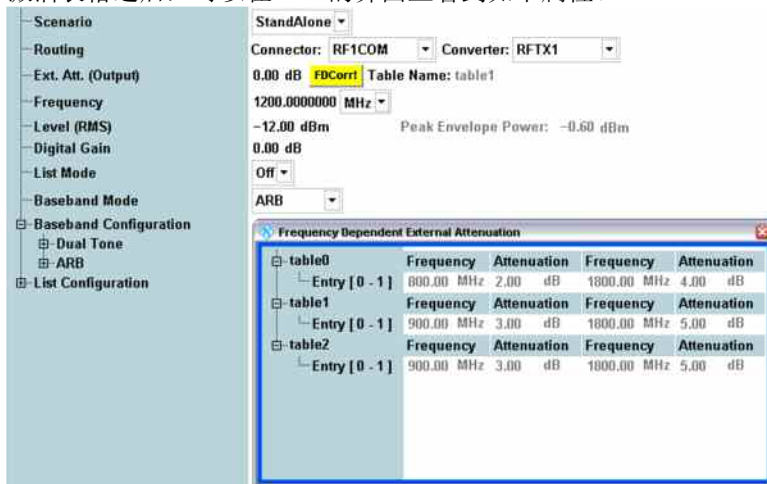 Scenario StandAlone
Routing Connector: RF1COM Converter: RFTX1
Ext. Att. (Output) 0.00 dB FDCorr! Table Name: table1
Frequency 1200.0000000 MHz
Level (RMS) -12.00 dBm Peak Envelope Power: -0.60 dBm
Digital Gain 0.00 dB
List Mode Off
Baseband Mode ARB
Baseband Configuration
Dual Tone
ARB
List Configuration
Frequency Dependent External Attenuation
table0 Frequency Attenuation Frequency Attenuation
Entry [ 0 - 1 ] 800.00 MHz 2.00 dB 1800.00 MHz 4.00 dB
table1 Frequency Attenuation Frequency Attenuation
Entry [ 0 - 1 ] 900.00 MHz 3.00 dB 1800.00 MHz 5.00 dB
table2 Frequency Attenuation Frequency Attenuation
Entry [ 0 - 1 ] 900.00 MHz 3.00 dB 1800.00 MHz 5.00 dB